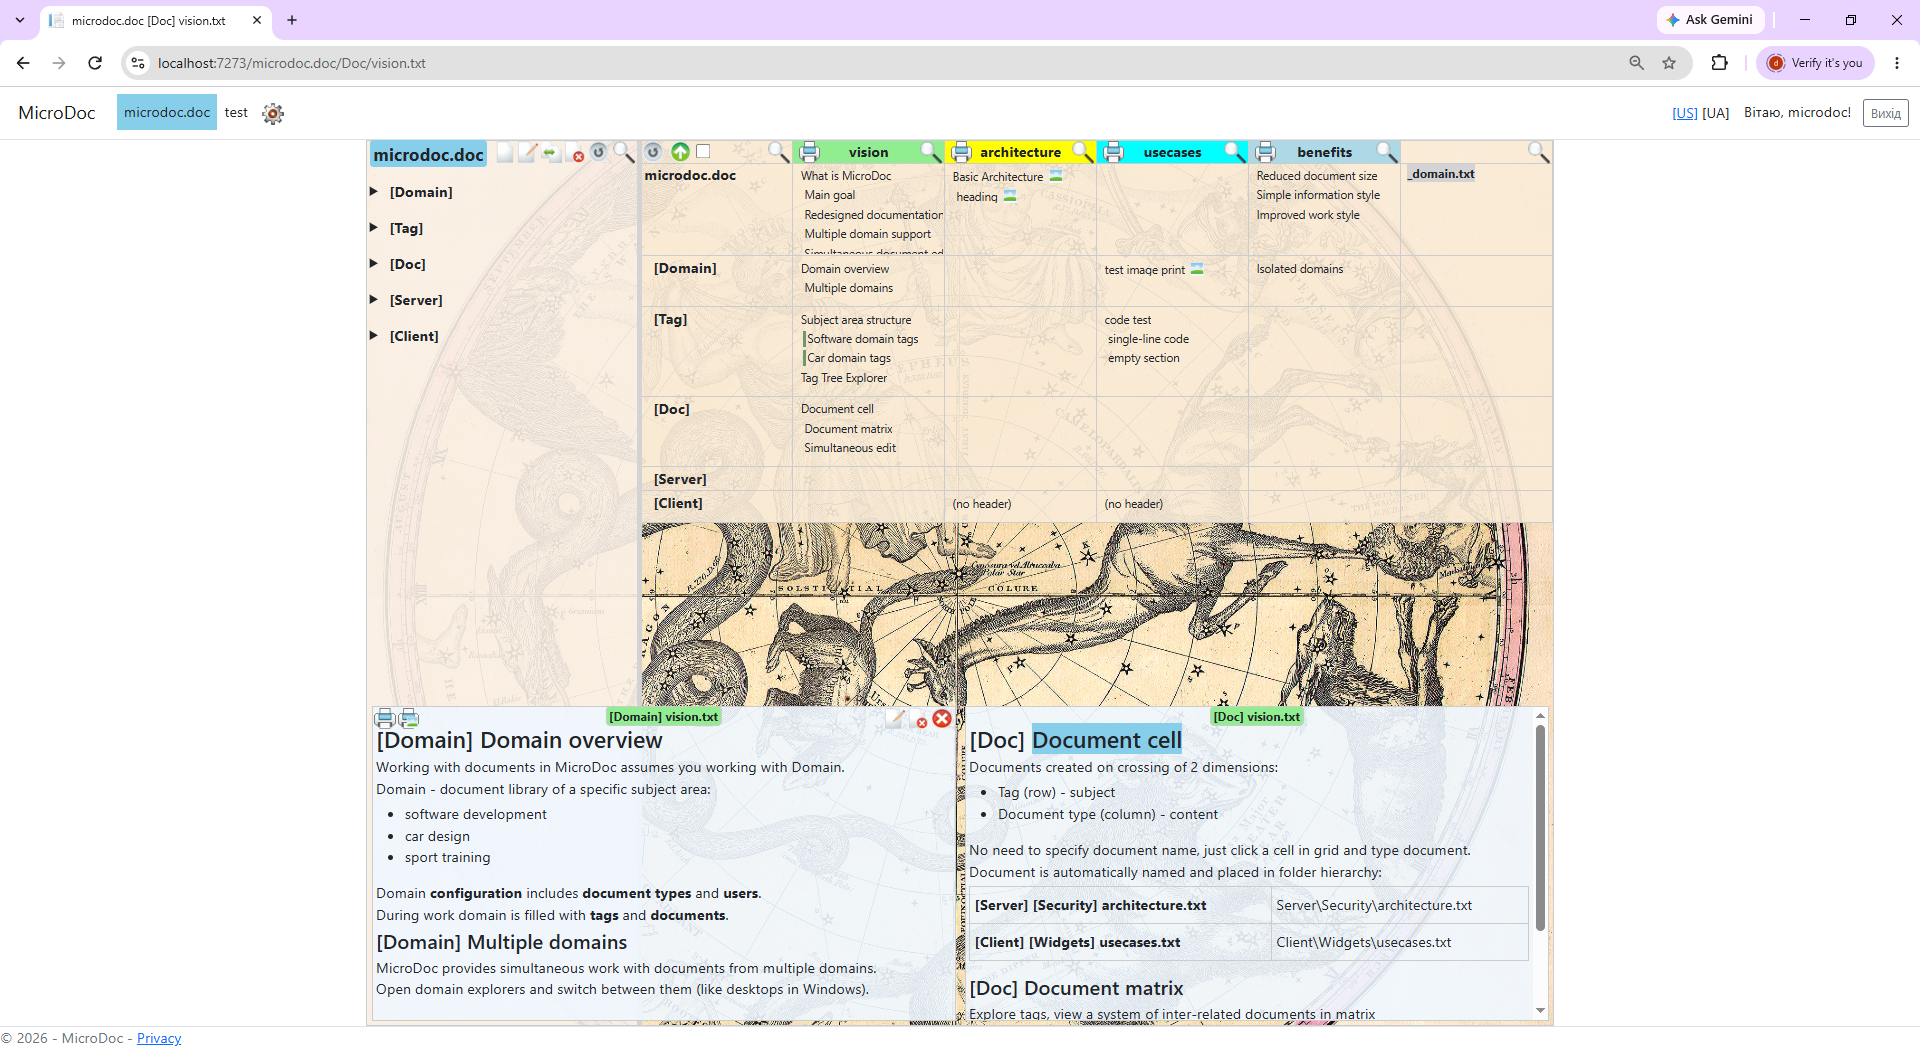 microdoc.doc [Doc] vision.txt
Ask Gemini
localhost:7273/microdoc.doc/Doc/vision.txt
Verify it's you
MicroDoc
microdoc.doc
test
[US] [UA]
Вітаю, microdoc!
Вихід
microdoc.doc
[Domain]
[Tag]
[Doc]
[Server]
[Client]
vision
architecture
usecases
benefits
microdoc.doc
What is MicroDoc
Main goal
Redesigned documentation
Multiple domain support
Simultaneous document ed
Basic Architecture
heading
Reduced document size
Simple information style
Improved work style
_domain.txt
[Domain]
Domain overview
Multiple domains
test image print
Isolated domains
[Tag]
Subject area structure
Software domain tags
Car domain tags
Tag Tree Explorer
code test
single-line code
empty section
[Doc]
Document cell
Document matrix
Simultaneous edit
[Server]
[Client]
(no header)
(no header)
SOLSTITIAL
COLURE
Polar Star
[Domain] vision.txt
[Domain] Domain overview
Working with documents in MicroDoc assumes you working with Domain.
Domain - document library of a specific subject area:
software development
car design
sport training
Domain configuration includes document types and users.
During work domain is filled with tags and documents.
[Domain] Multiple domains
MicroDoc provides simultaneous work with documents from multiple domains.
Open domain explorers and switch between them (like desktops in Windows).
[Doc] vision.txt
[Doc] Document cell
Documents created on crossing of 2 dimensions:
Tag (row) - subject
Document type (column) - content
No need to specify document name, just click a cell in grid and type document.
Document is automatically named and placed in folder hierarchy:
[Server] [Security] architecture.txt
Server\Security\architecture.txt
[Client] [Widgets] usecases.txt
Client\Widgets\usecases.txt
[Doc] Document matrix
Explore tags, view a system of inter-related documents in matrix
© 2026 - MicroDoc - Privacy